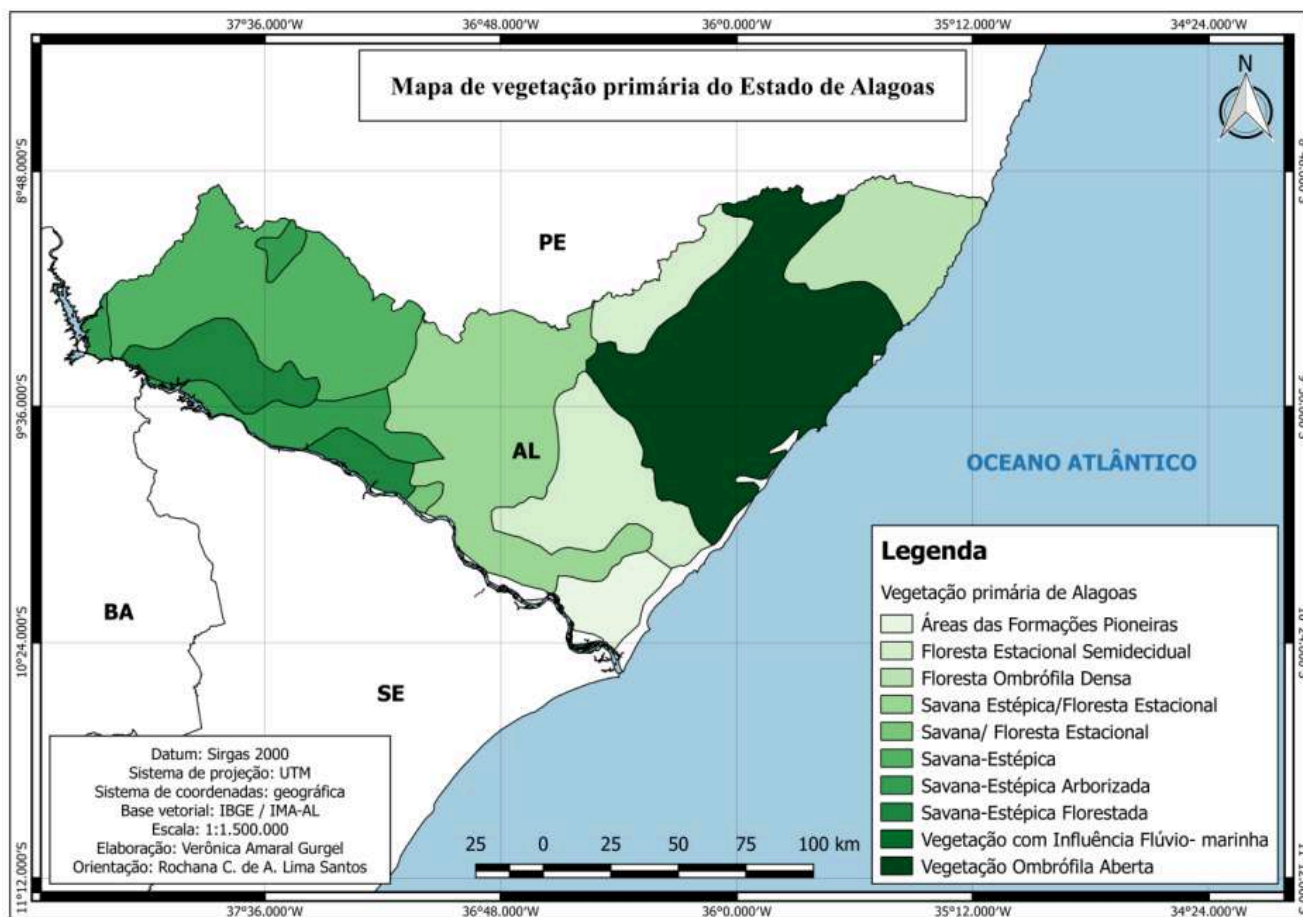 37°36.000'W 36°48.000'W 36°0.000'W 35°12.000'W 34°24.000'W
Mapa de vegetação primária do Estado de Alagoas
N
8°48.000'S
PE
9°36.000'S
AL
OCEANO ATLÂNTICO
BA
SE
10°24.000'S
11°12.000'S
Legenda
Vegetação primária de Alagoas
Áreas das Formações Pioneiras
Floresta Estacional Semidecidual
Floresta Ombrófila Densa
Savana Estépica/Floresta Estacional
Savana/ Floresta Estacional
Savana-Estépica
Savana-Estépica Arborizada
Savana-Estépica Florestada
Vegetação com Influência Flúvio- marinha
Vegetação Ombrófila Aberta
Datum: Sirgas 2000
Sistema de projeção: UTM
Sistema de coordenadas: geográfica
Base vetorial: IBGE / IMA-AL
Escala: 1:1.500.000
Elaboração: Verônica Amaral Gurgel
Orientação: Rochana C. de A. Lima Santos
25 0 25 50 75 100 km
37°36.000'W 36°48.000'W 36°0.000'W 35°12.000'W 34°24.000'W